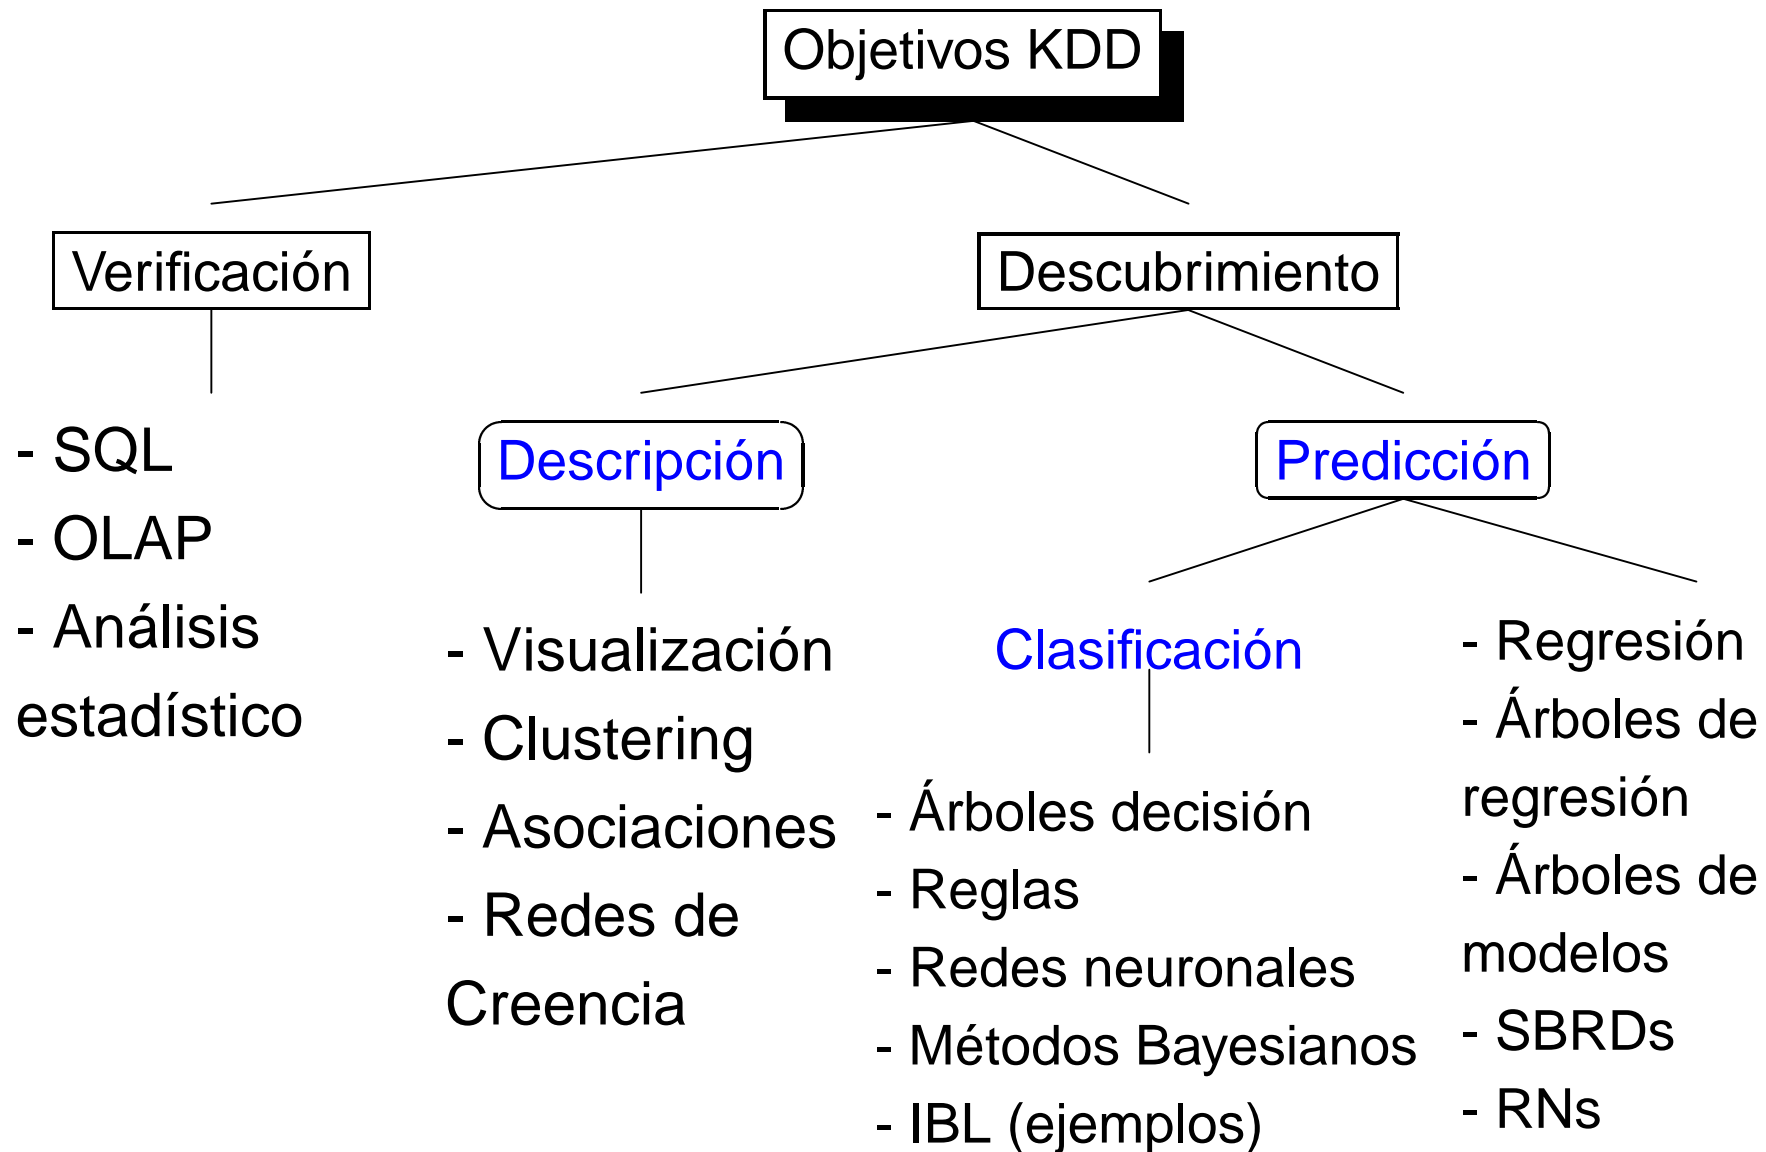 Objetivos KDD
Verificación
Descubrimiento
- SQL
- OLAP
- Análisis
estadístico
Descripción
- Visualización
- Clustering
- Asociaciones
- Redes de
Creencia
Predicción
Clasificación
- Árboles decisión
- Reglas
- Redes neuronales
- Métodos Bayesianos
- IBL (ejemplos)
- Regresión
- Árboles de
regresión
- Árboles de
modelos
- SBRDs
- RNs